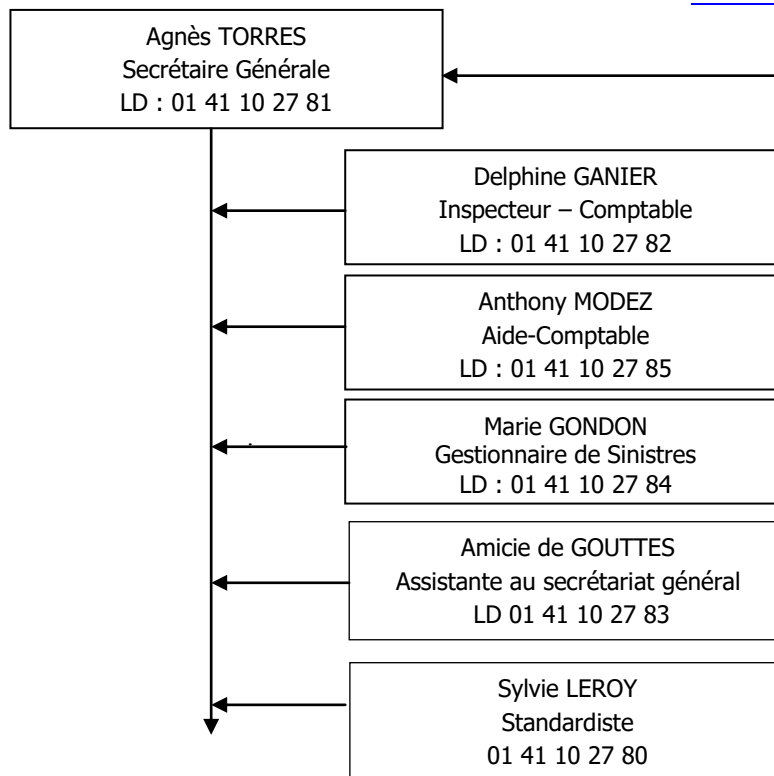 Agnès TORRES
Secrétaire Générale
LD : 01 41 10 27 81
Delphine GANIER
Inspecteur – Comptable
LD : 01 41 10 27 82
Anthony MODEZ
Aide-Comptable
LD : 01 41 10 27 85
Marie GONDON
Gestionnaire de Sinistres
LD : 01 41 10 27 84
Amicie de GOUTTES
Assistante au secrétariat général
LD 01 41 10 27 83
Sylvie LEROY
Standardiste
01 41 10 27 80